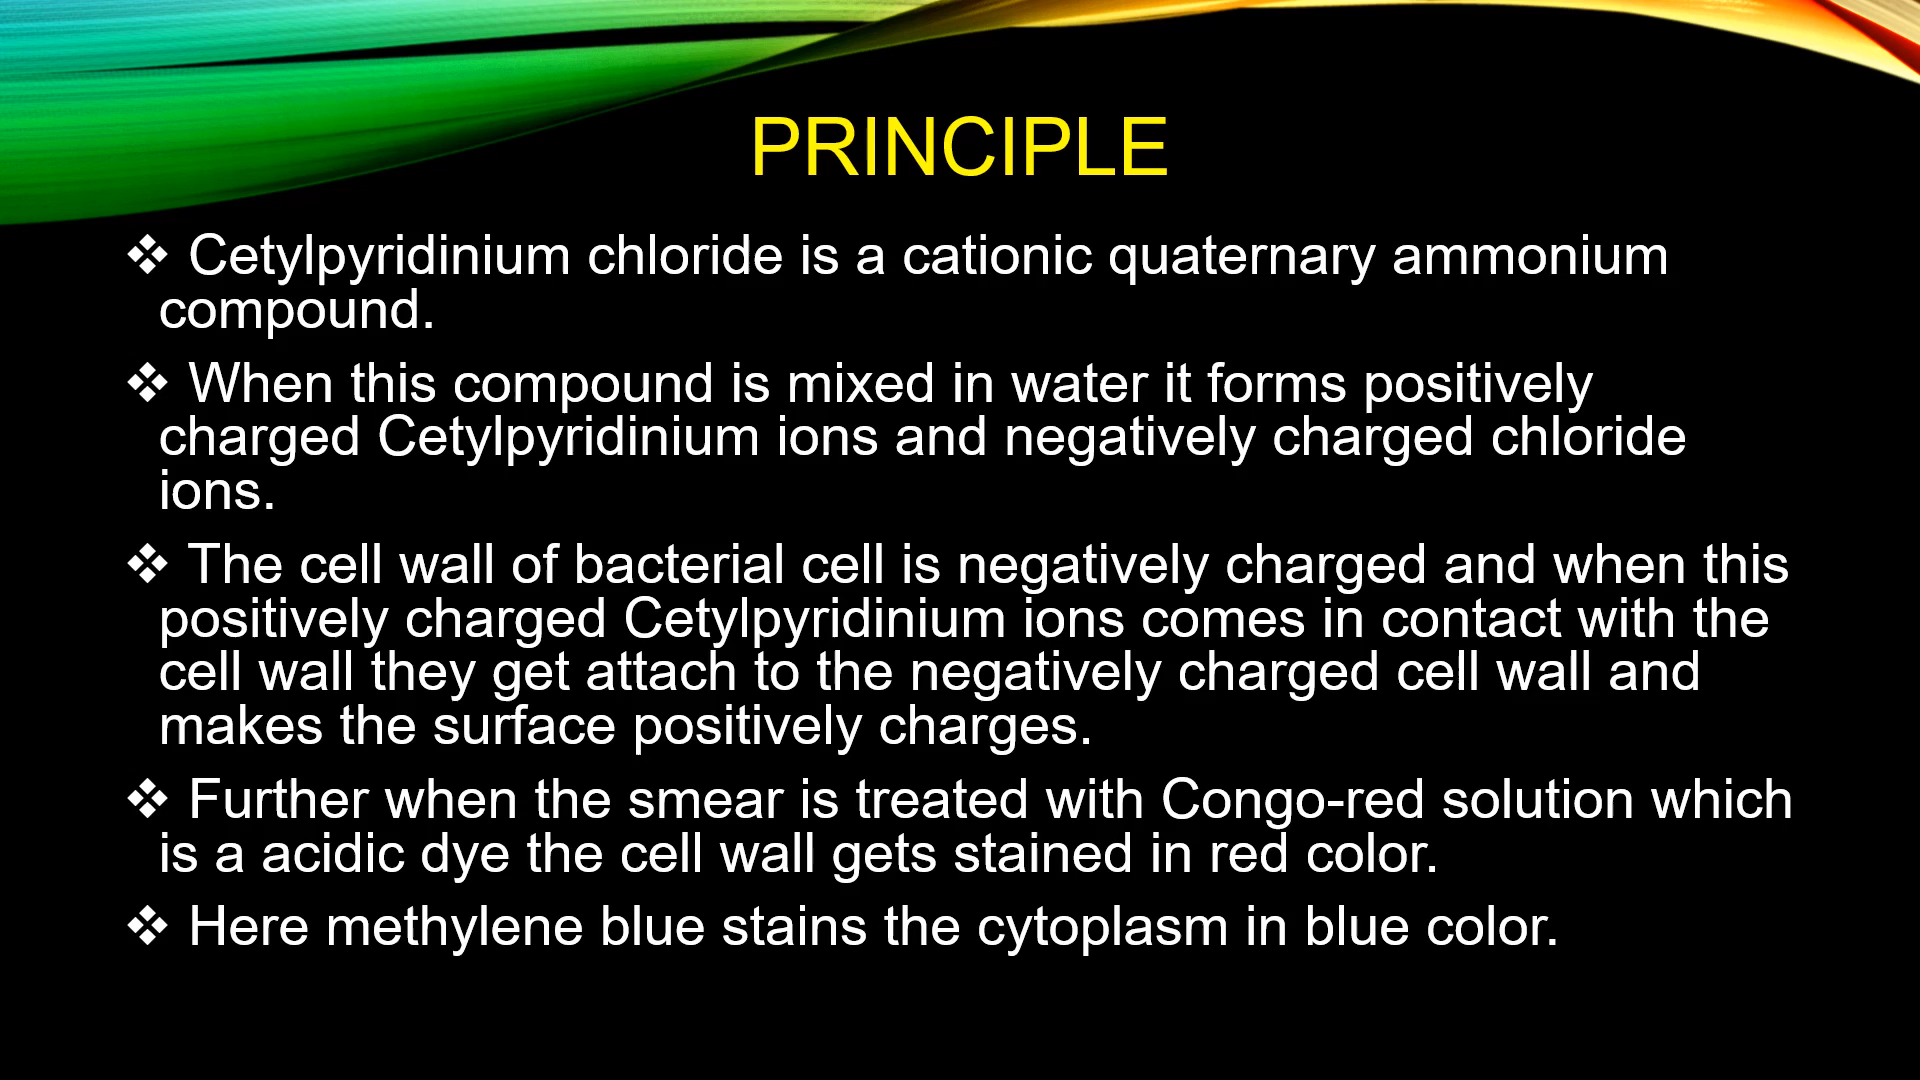 PRINCIPLE
❖ Cetylpyridinium chloride is a cationic quaternary ammonium
compound.
❖ When this compound is mixed in water it forms positively
charged Cetylpyridinium ions and negatively charged chloride
ions.
❖ The cell wall of bacterial cell is negatively charged and when this
positively charged Cetylpyridinium ions comes in contact with the
cell wall they get attach to the negatively charged cell wall and
makes the surface positively charges.
❖ Further when the smear is treated with Congo-red solution which
is a acidic dye the cell wall gets stained in red color.
❖ Here methylene blue stains the cytoplasm in blue color.